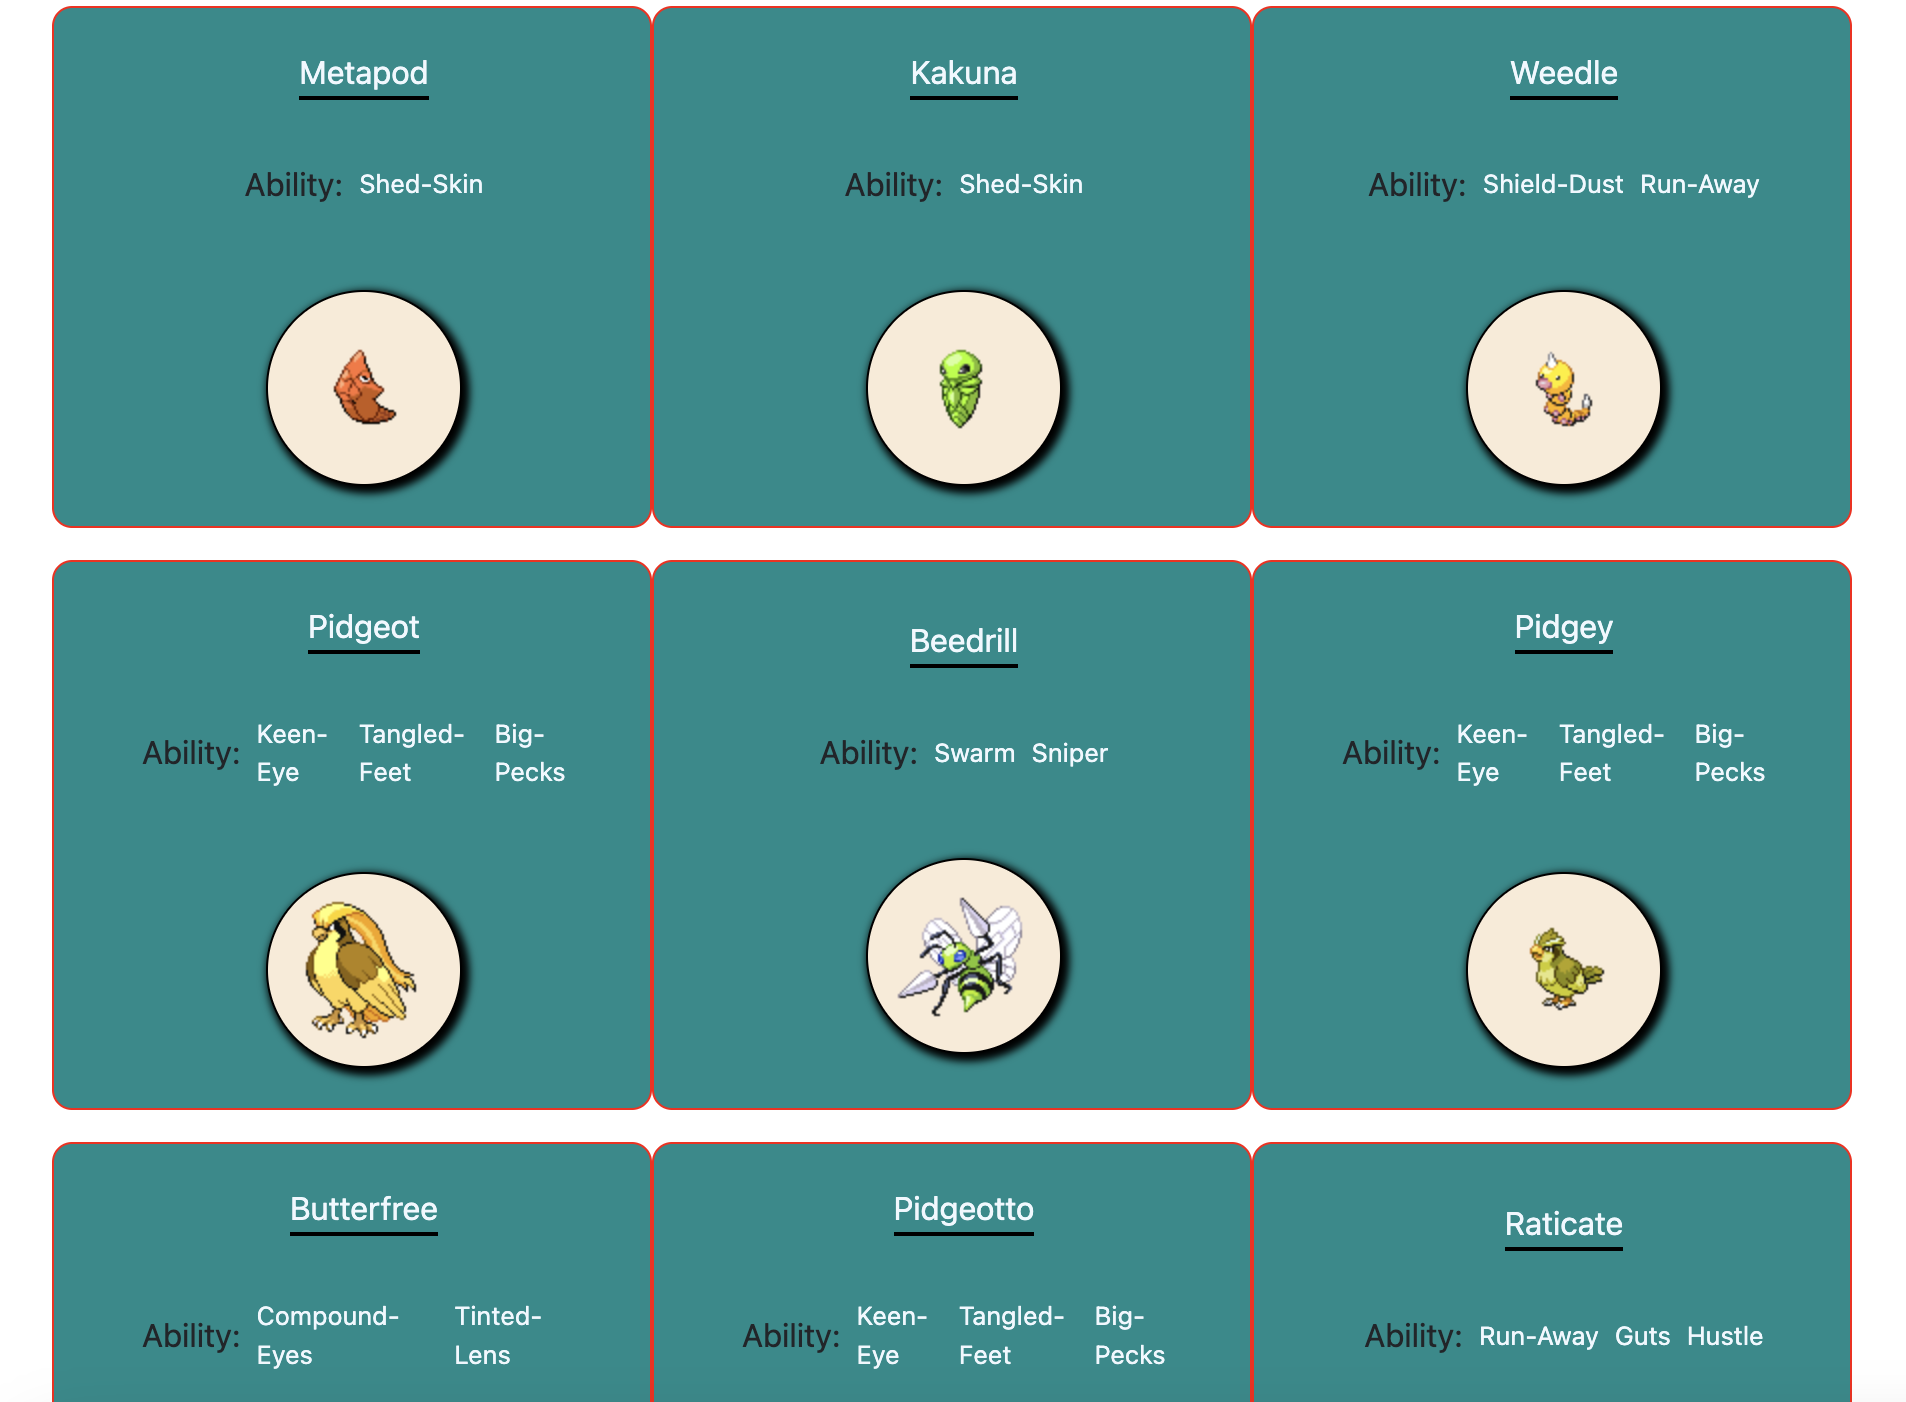 Metapod
Ability: Shed-Skin
Kakuna
Ability: Shed-Skin
Weedle
Ability: Shield-Dust Run-Away
Pidgeot
Ability: Keen-Eye Tangled-Feet Big-Pecks
Beedrill
Ability: Swarm Sniper
Pidgey
Ability: Keen-Eye Tangled-Feet Big-Pecks
Butterfree
Ability: Compound-Eyes Tinted-Lens
Pidgeotto
Ability: Keen-Eye Tangled-Feet Big-Pecks
Raticate
Ability: Run-Away Guts Hustle